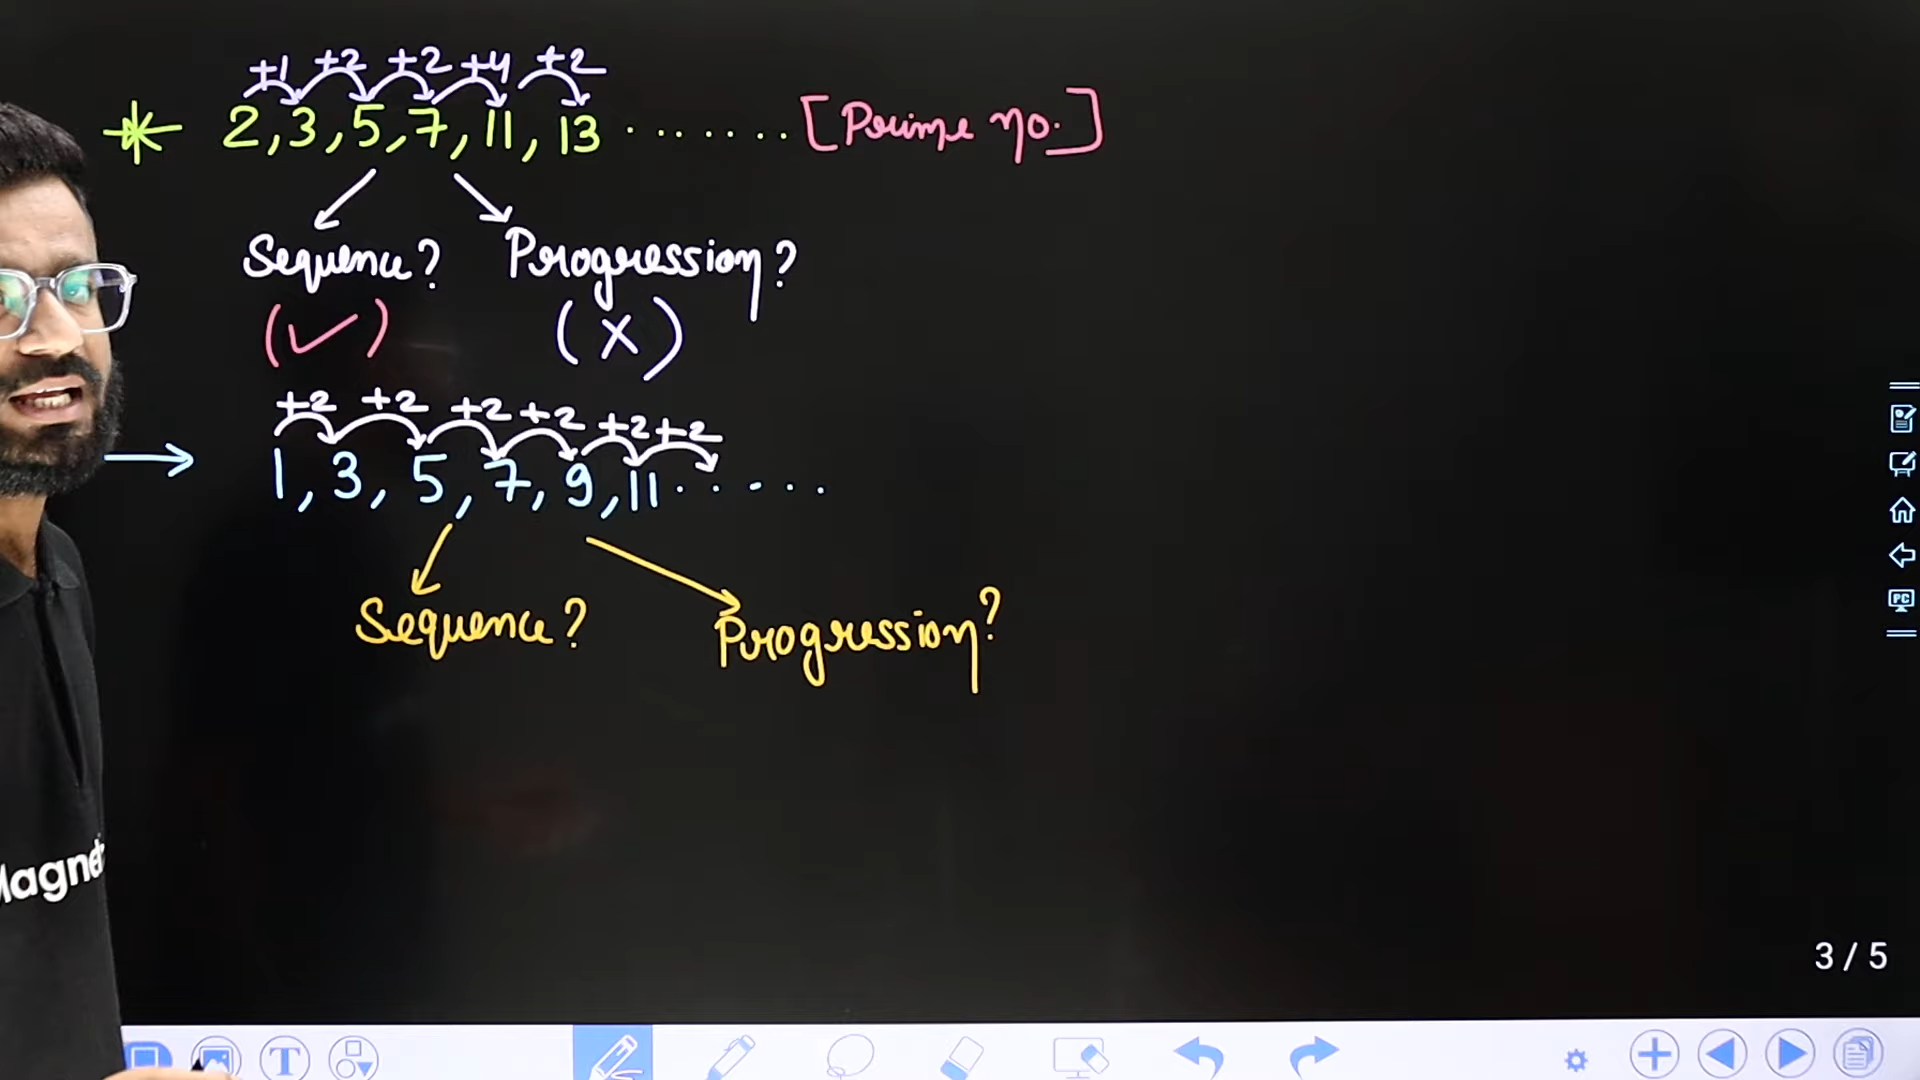 +1 +2 +2 +4 +2
2, 3, 5, 7, 11, 13 ........ [Prime no.]
Sequence? Progression?
(✓) (X)
+2 +2 +2 +2 +2 +2
1, 3, 5, 7, 9, 11 ......
Sequence? Progression?
Magnet
3 / 5
PC
T